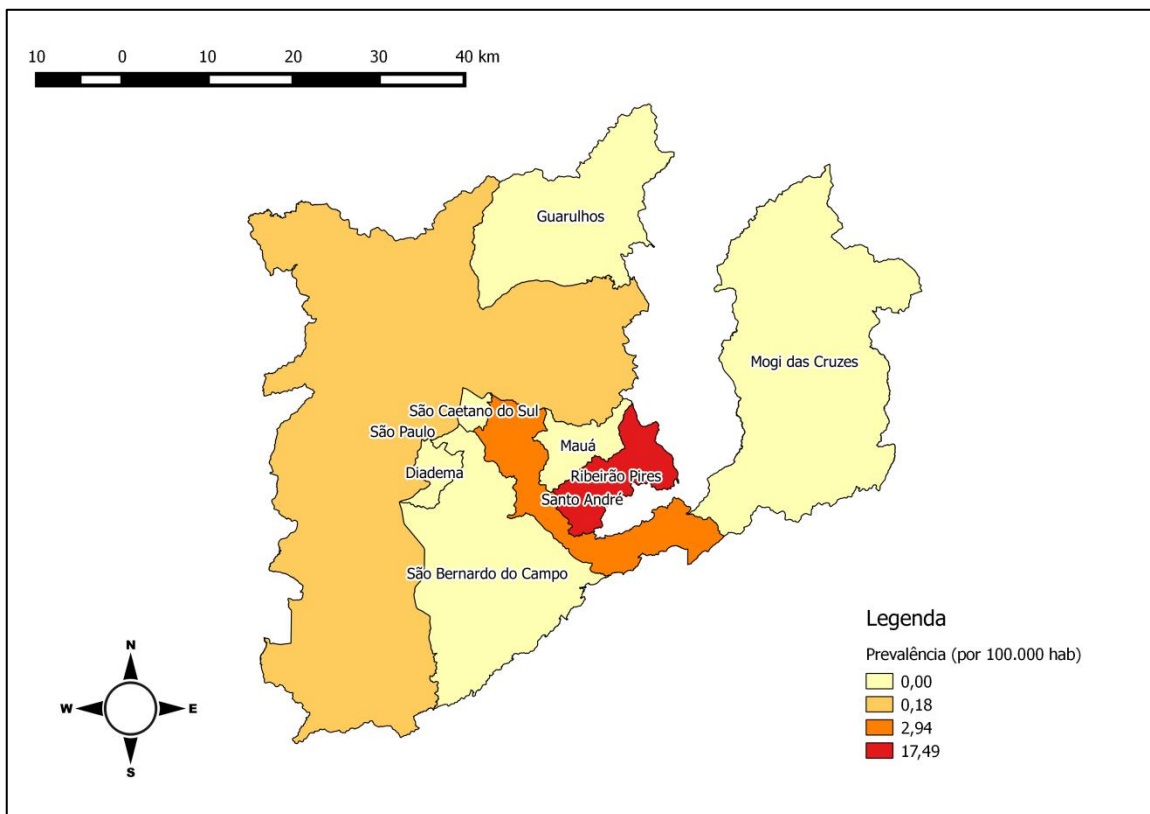 10 0 10 20 30 40 km
Guarulhos
Mogi das Cruzes
São Caetano do Sul
São Paulo
Mauá
Diadema
Ribeirão Pires
Santo André
São Bernardo do Campo
Legenda
Prevalência (por 100.000 hab)
0,00
0,18
2,94
17,49
N
W E
S